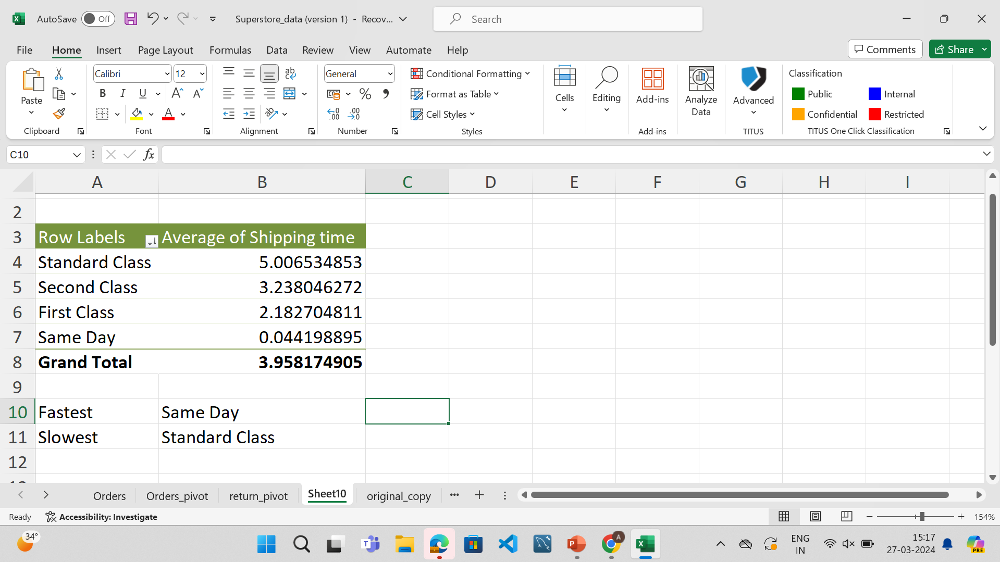 AutoSave Off Superstore_data (version 1) - Recov... Search
File Home Insert Page Layout Formulas Data Review View Automate Help Comments Share
Paste
Clipboard
Calibri 12
B I U A A
A
Font
ab
c
Alignment
General
% 9
.00
.00
Number
Conditional Formatting
Format as Table
Cell Styles
Styles
Cells
Editing
Add-ins
Add-ins
Analyze
Data
Advanced
TITUS
Classification
Public Internal
Confidential Restricted
TITUS One Click Classification
C10 fx
A B C D E F G H I
2
3 Row Labels Average of Shipping time
4 Standard Class 5.006534853
5 Second Class 3.238046272
6 First Class 2.182704811
7 Same Day 0.044198895
8 Grand Total 3.958174905
9
10 Fastest Same Day
11 Slowest Standard Class
12
Orders Orders_pivot return_pivot Sheet10 original_copy ...
Ready Accessibility: Investigate 154%
34°
ENG
IN
15:17
27-03-2024
PRE